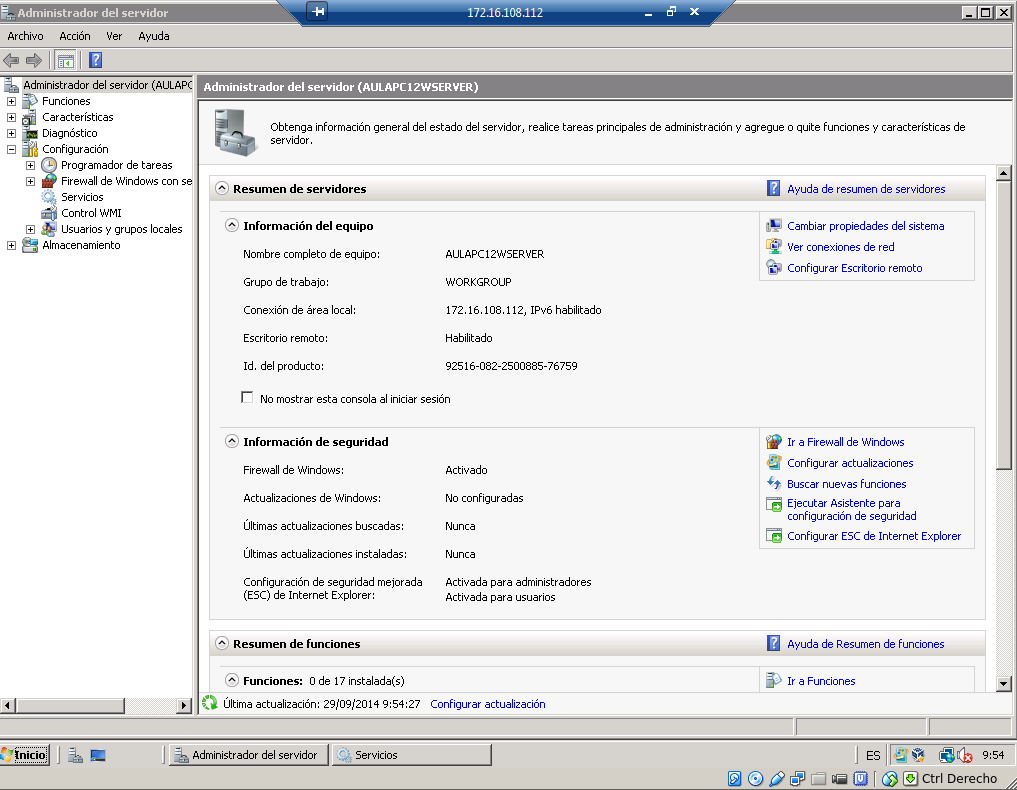 Administrador del servidor
172.16.108.112
Archivo Acción Ver Ayuda
Administrador del servidor (AULAPC
Funciones
Características
Diagnóstico
Configuración
Programador de tareas
Firewall de Windows con se
Servicios
Control WMI
Usuarios y grupos locales
Almacenamiento
Administrador del servidor (AULAPC12WSERVER)
Obtenga información general del estado del servidor, realice tareas principales de administración y agregue o quite funciones y características de
servidor.
Resumen de servidores
Ayuda de resumen de servidores
Información del equipo
Nombre completo de equipo: AULAPC12WSERVER
Grupo de trabajo: WORKGROUP
Conexión de área local: 172.16.108.112, IPv6 habilitado
Escritorio remoto: Habilitado
Id. del producto: 92516-082-2500885-76759
No mostrar esta consola al iniciar sesión
Cambiar propiedades del sistema
Ver conexiones de red
Configurar Escritorio remoto
Información de seguridad
Firewall de Windows: Activado
Actualizaciones de Windows: No configuradas
Últimas actualizaciones buscadas: Nunca
Últimas actualizaciones instaladas: Nunca
Configuración de seguridad mejorada
(ESC) de Internet Explorer:
Activada para administradores
Activada para usuarios
Ir a Firewall de Windows
Configurar actualizaciones
Buscar nuevas funciones
Ejecutar Asistente para
configuración de seguridad
Configurar ESC de Internet Explorer
Resumen de funciones
Ayuda de Resumen de funciones
Funciones: 0 de 17 instalada(s)
Ir a Funciones
Última actualización: 29/09/2014 9:54:27 Configurar actualización
Inicio
Administrador del servidor
Servicios
ES
9:54
Ctrl Derecho